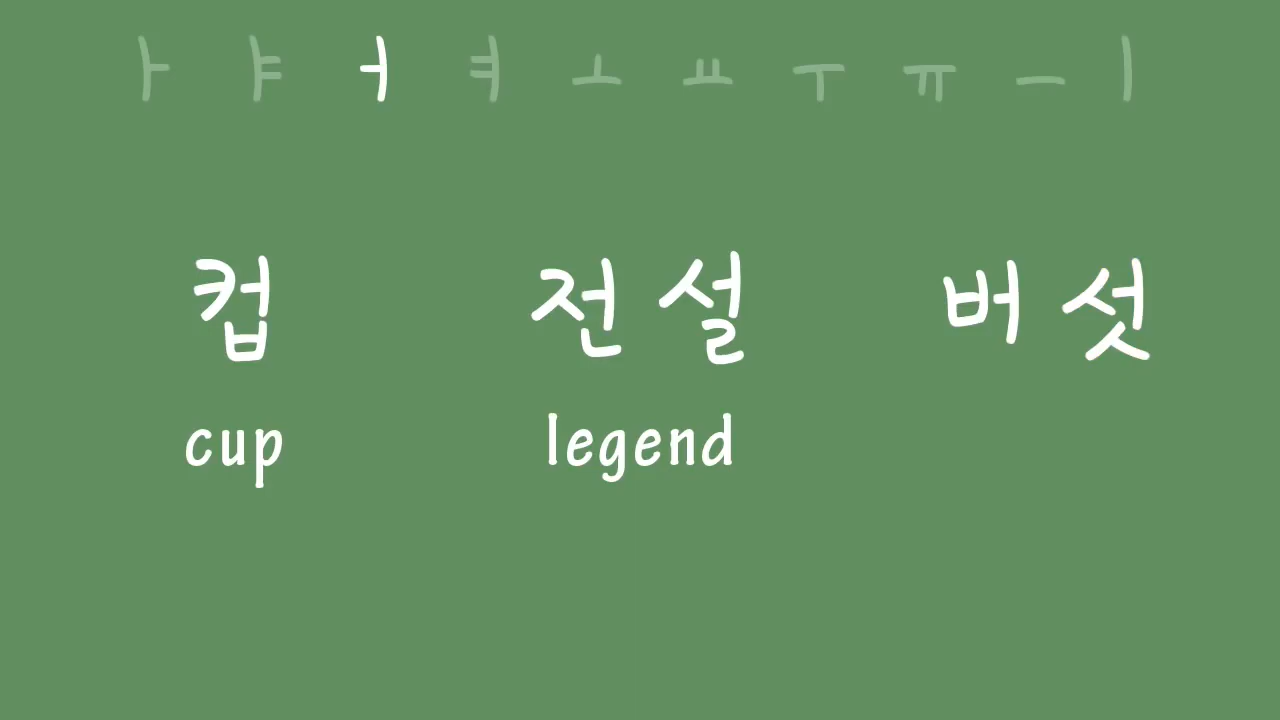 ㅏ ㅑ ㅓ ㅕ ㅗ ㅛ ㅜ ㅠ ㅡ ㅣ
컵 전설 버섯
cup legend